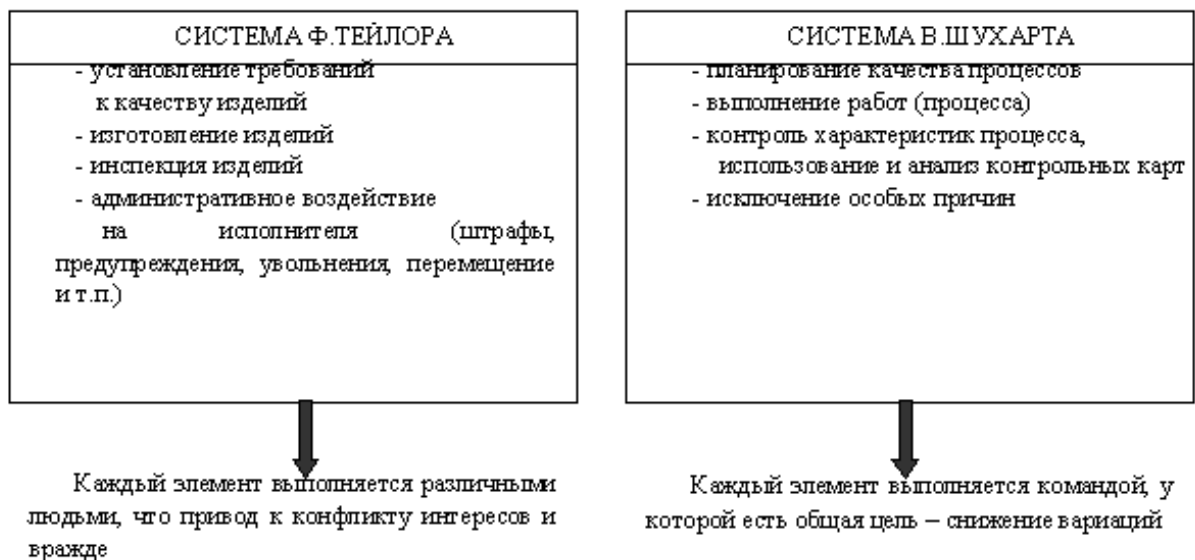 СИСТЕМА Ф.ТЕЙЛОРА
- установление требований
к качеству изделий
- изготовление изделий
- инспекция изделий
- административное воздействие
на исполнителя (штрафы,
предупреждения, увольнения, перемещение
и т.п.)
Каждый элемент выполняется различными
людьми, что привод к конфликту интересов и
вражде
СИСТЕМА В.ШУХАРТА
- планирование качества процессов
- выполнение работ (процесса)
- контроль характеристик процесса,
использование и анализ контрольных карт
- исключение особых причин
Каждый элемент выполняется командой, у
которой есть общая цель – снижение вариаций